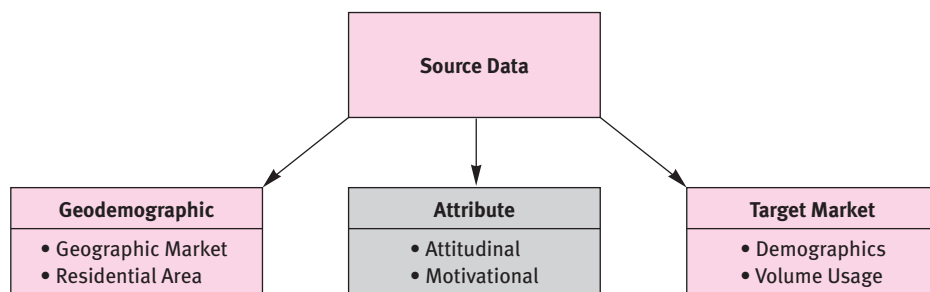 Source Data
Geodemographic
• Geographic Market
• Residential Area
Attribute
• Attitudinal
• Motivational
Target Market
• Demographics
• Volume Usage